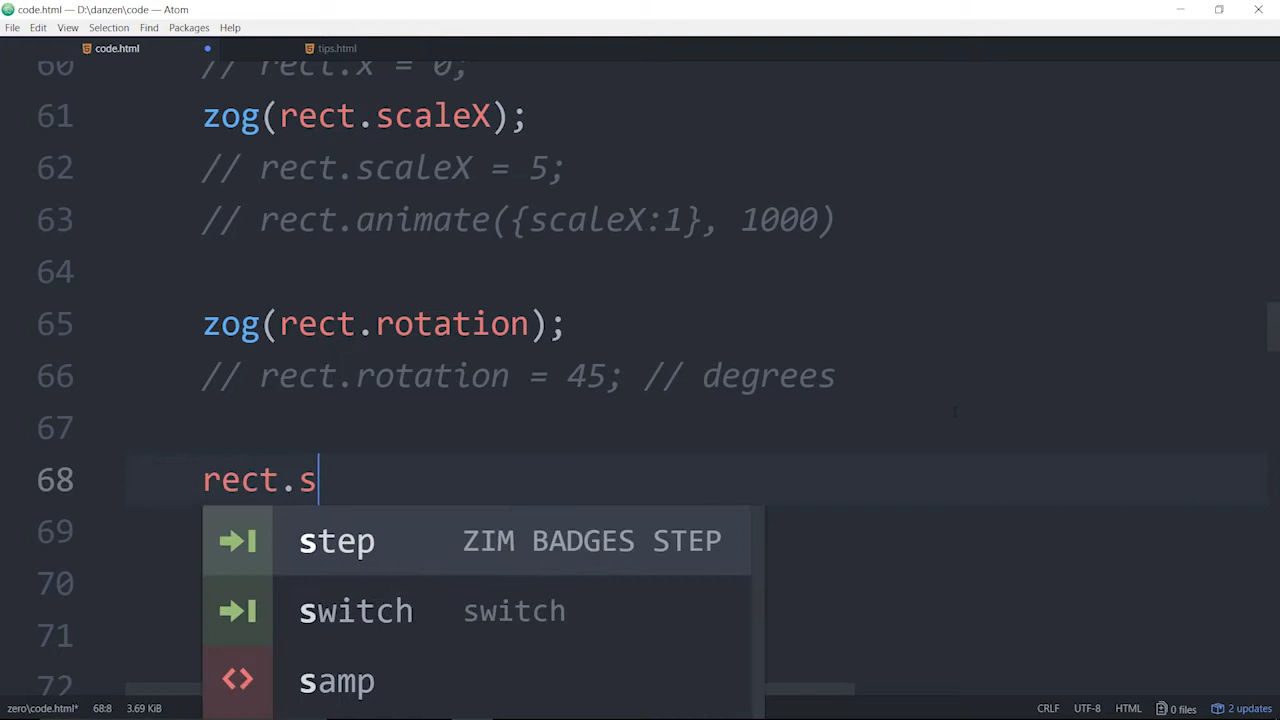 code.html — D:\danzen\code — Atom
File Edit View Selection Find Packages Help
code.html
tips.html
60 // rect.x = 0;
61 zog(rect.scaleX);
62 // rect.scaleX = 5;
63 // rect.animate({scaleX:1}, 1000)
64
65 zog(rect.rotation);
66 // rect.rotation = 45; // degrees
67
68 rect.s
69 step ZIM BADGES STEP
70
71 switch switch
72 samp
zero\code.html* 68:8 3.69 KiB CRLF UTF-8 HTML 0 files 2 updates